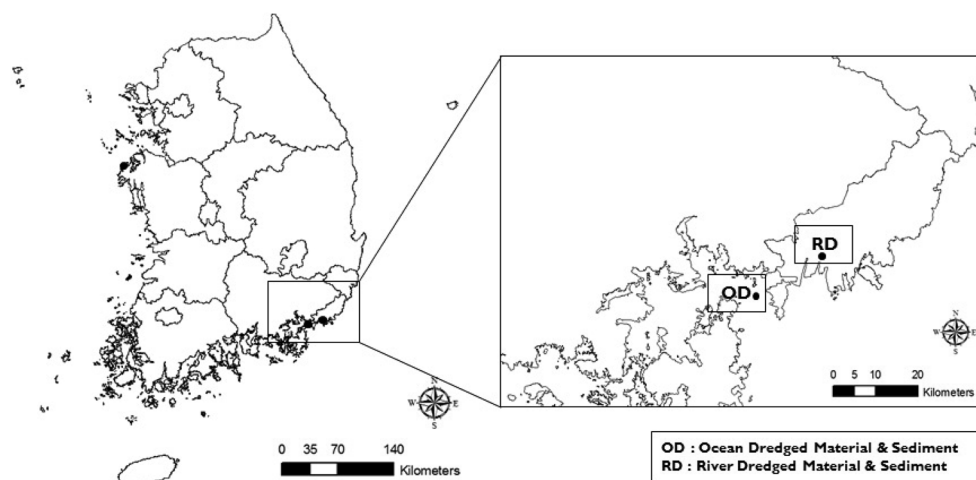 RD
OD
N
W E
S
0 5 10 20
Kilometers
N
W E
S
0 35 70 140
Kilometers
OD : Ocean Dredged Material & Sediment
RD : River Dredged Material & Sediment